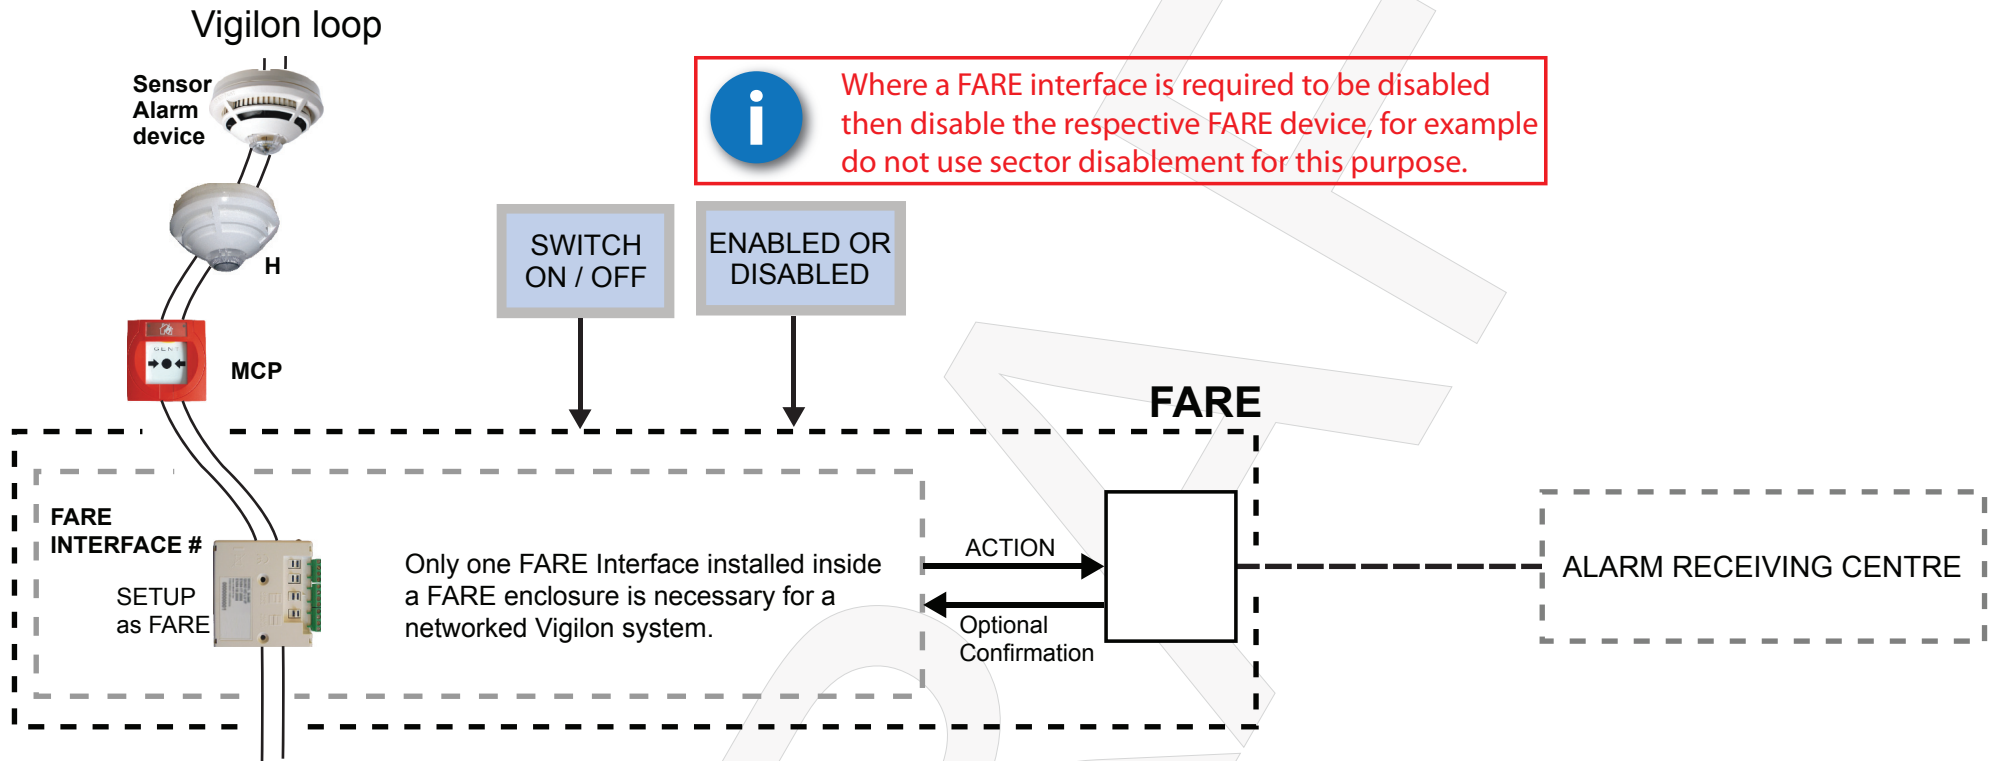 Vigilon loop
Sensor
Alarm
device
Where a FARE interface is required to be disabled
then disable the respective FARE device, for example
do not use sector disablement for this purpose.
i
H
SWITCH
ON / OFF
ENABLED OR
DISABLED
GENT
MCP
FARE
FARE
INTERFACE #
SETUP
as FARE
Only one FARE Interface installed inside
a FARE enclosure is necessary for a
networked Vigilon system.
ACTION
Optional
Confirmation
ALARM RECEIVING CENTRE